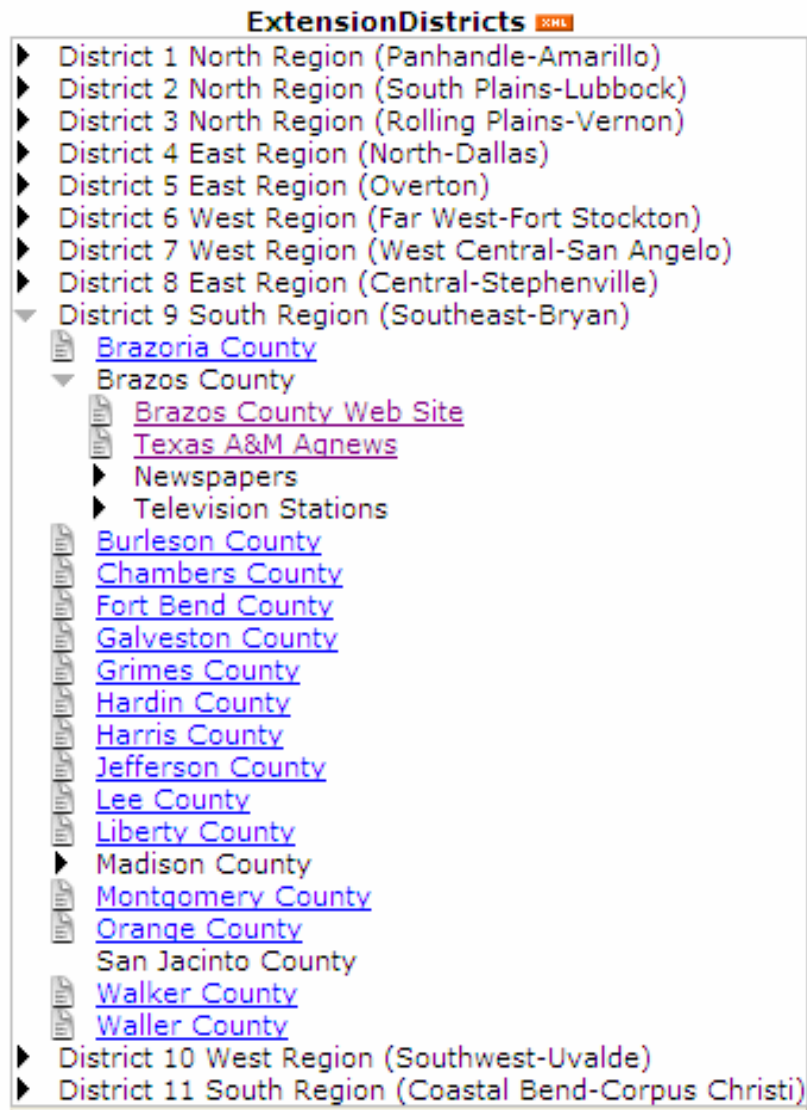 ExtensionDistricts XML
District 1 North Region (Panhandle-Amarillo)
District 2 North Region (South Plains-Lubbock)
District 3 North Region (Rolling Plains-Vernon)
District 4 East Region (North-Dallas)
District 5 East Region (Overton)
District 6 West Region (Far West-Fort Stockton)
District 7 West Region (West Central-San Angelo)
District 8 East Region (Central-Stephenville)
District 9 South Region (Southeast-Bryan)
Brazoria County
Brazos County
Brazos County Web Site
Texas A&M Agnews
Newspapers
Television Stations
Burleson County
Chambers County
Fort Bend County
Galveston County
Grimes County
Hardin County
Harris County
Jefferson County
Lee County
Liberty County
Madison County
Montgomery County
Orange County
San Jacinto County
Walker County
Waller County
District 10 West Region (Southwest-Uvalde)
District 11 South Region (Coastal Bend-Corpus Christi)